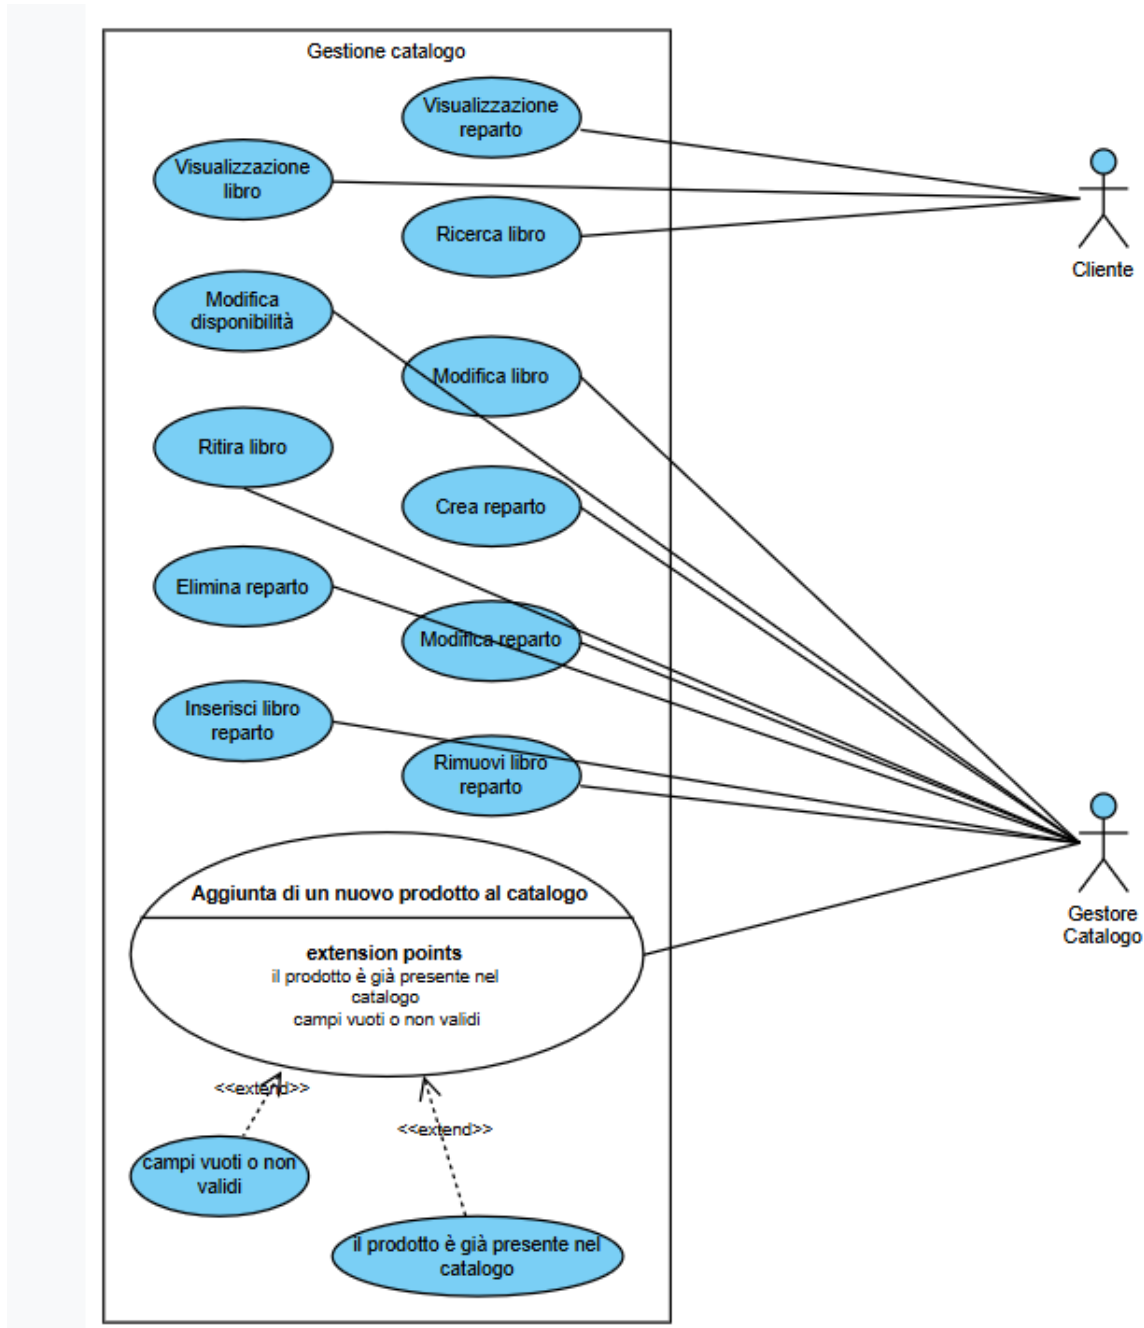 Gestione catalogo
Visualizzazione
reparto
Visualizzazione
libro
Ricerca libro
Cliente
Modifica
disponibilità
Modifica libro
Ritira libro
Crea reparto
Elimina reparto
Modifica reparto
Inserisci libro
reparto
Rimuovi libro
reparto
Aggiunta di un nuovo prodotto al catalogo
extension points
il prodotto è già presente nel
catalogo
campi vuoti o non validi
Gestore
Catalogo
<<extend>>
<<extend>>
campi vuoti o non
validi
il prodotto è già presente nel
catalogo